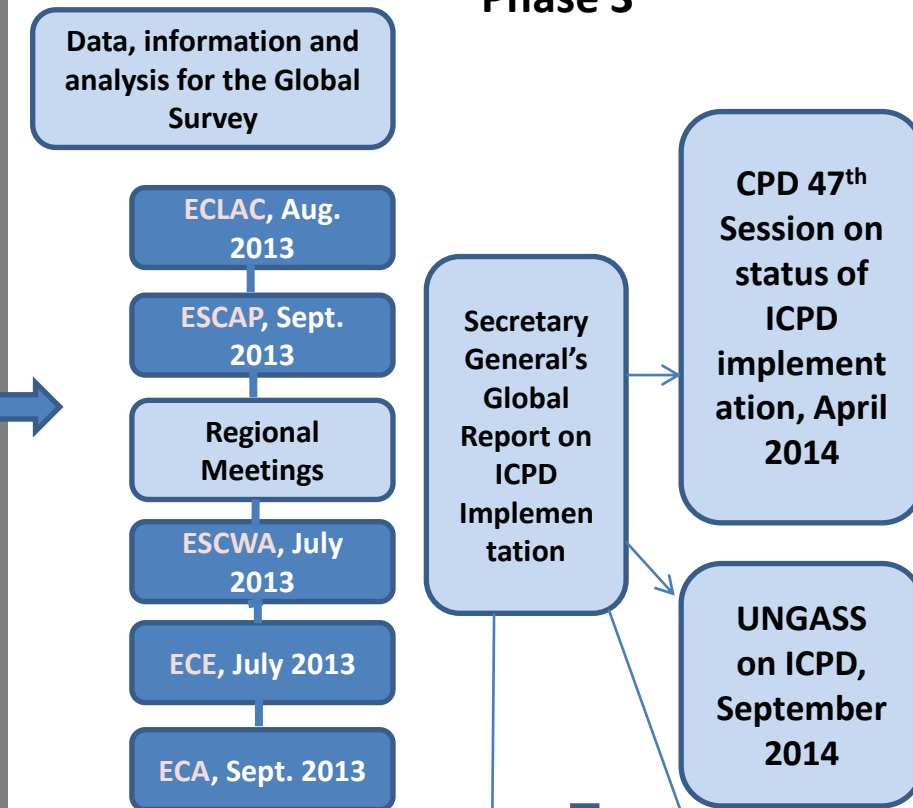 Phase 3
Data, information and
analysis for the Global
Survey
ECLAC, Aug.
2013
ESCAP, Sept.
2013
Regional
Meetings
ESCWA, July
2013
ECE, July 2013
ECA, Sept. 2013
Secretary
General’s
Global
Report on
ICPD
Implemen
tation
CPD 47th
Session on
status of
ICPD
implement
ation, April
2014
UNGASS
on ICPD,
September
2014